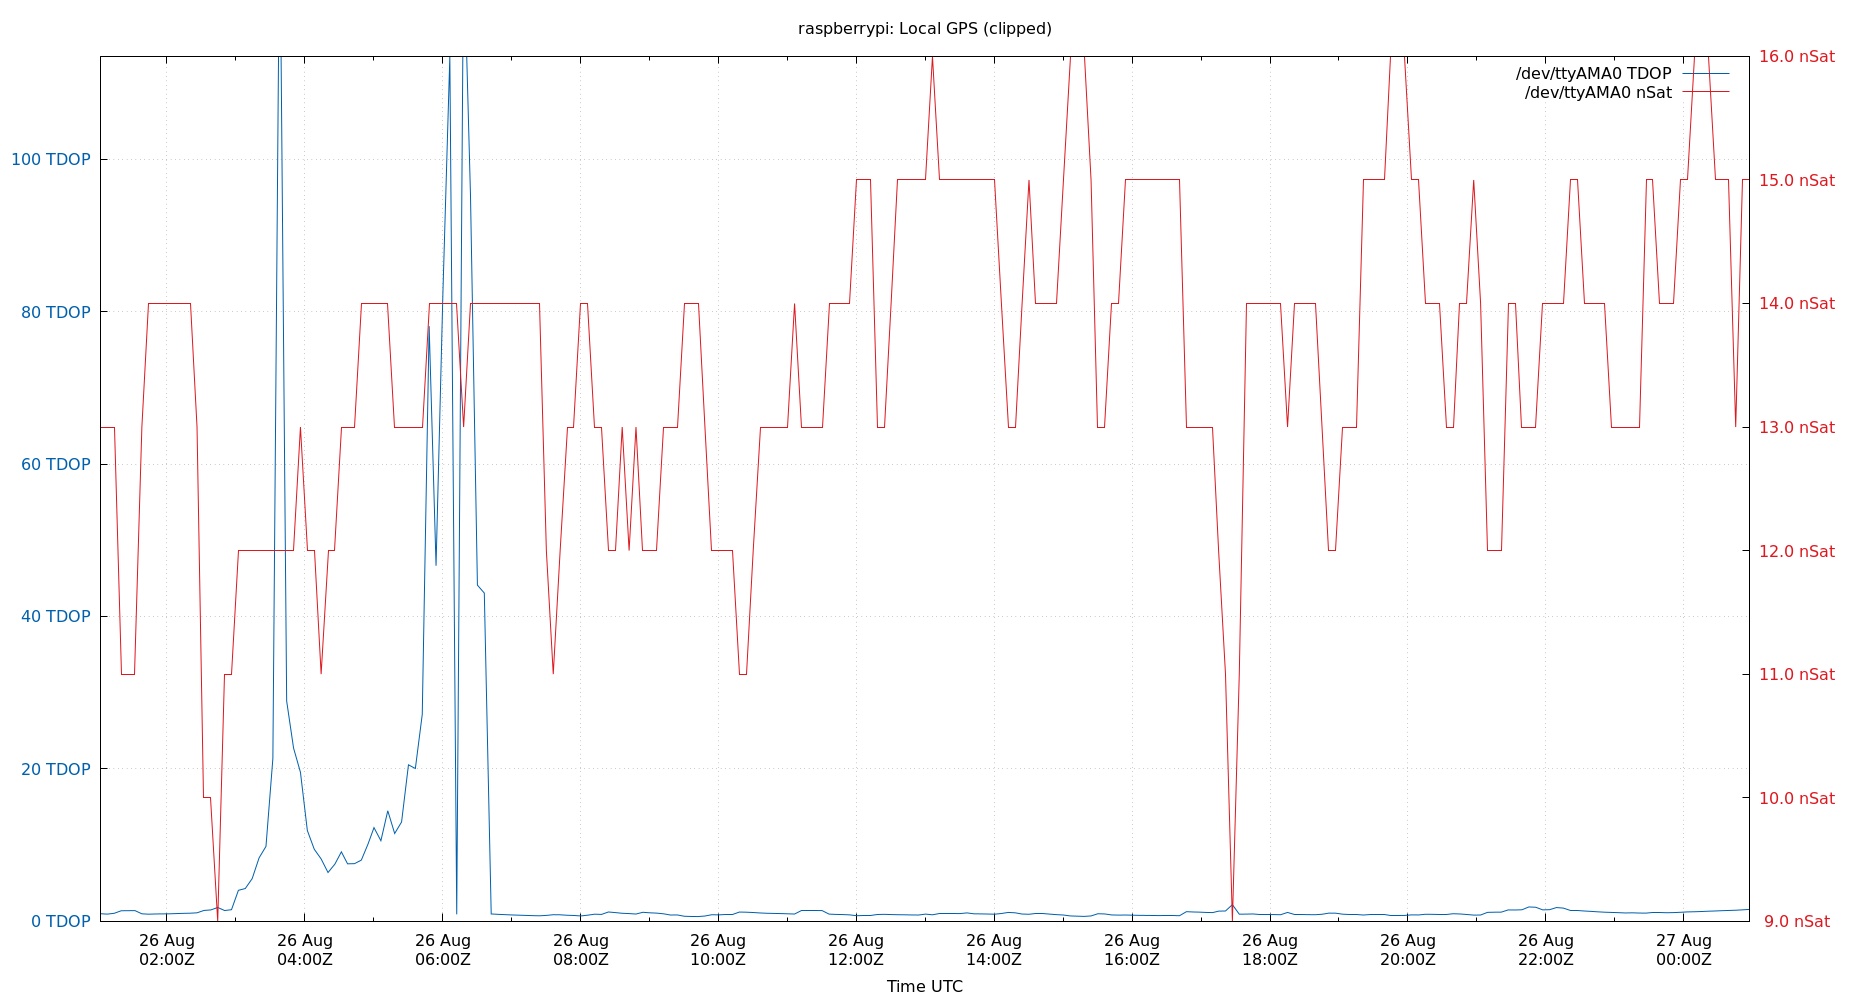 raspberrypi: Local GPS (clipped)
/dev/ttyAMA0 TDOP
/dev/ttyAMA0 nSat
100 TDOP
80 TDOP
60 TDOP
40 TDOP
20 TDOP
0 TDOP
16.0 nSat
15.0 nSat
14.0 nSat
13.0 nSat
12.0 nSat
11.0 nSat
10.0 nSat
9.0 nSat
26 Aug 26 Aug 26 Aug 26 Aug 26 Aug 26 Aug 26 Aug 26 Aug 26 Aug 26 Aug 26 Aug 27 Aug
02:00Z 04:00Z 06:00Z 08:00Z 10:00Z 12:00Z 14:00Z 16:00Z 18:00Z 20:00Z 22:00Z 00:00Z
Time UTC